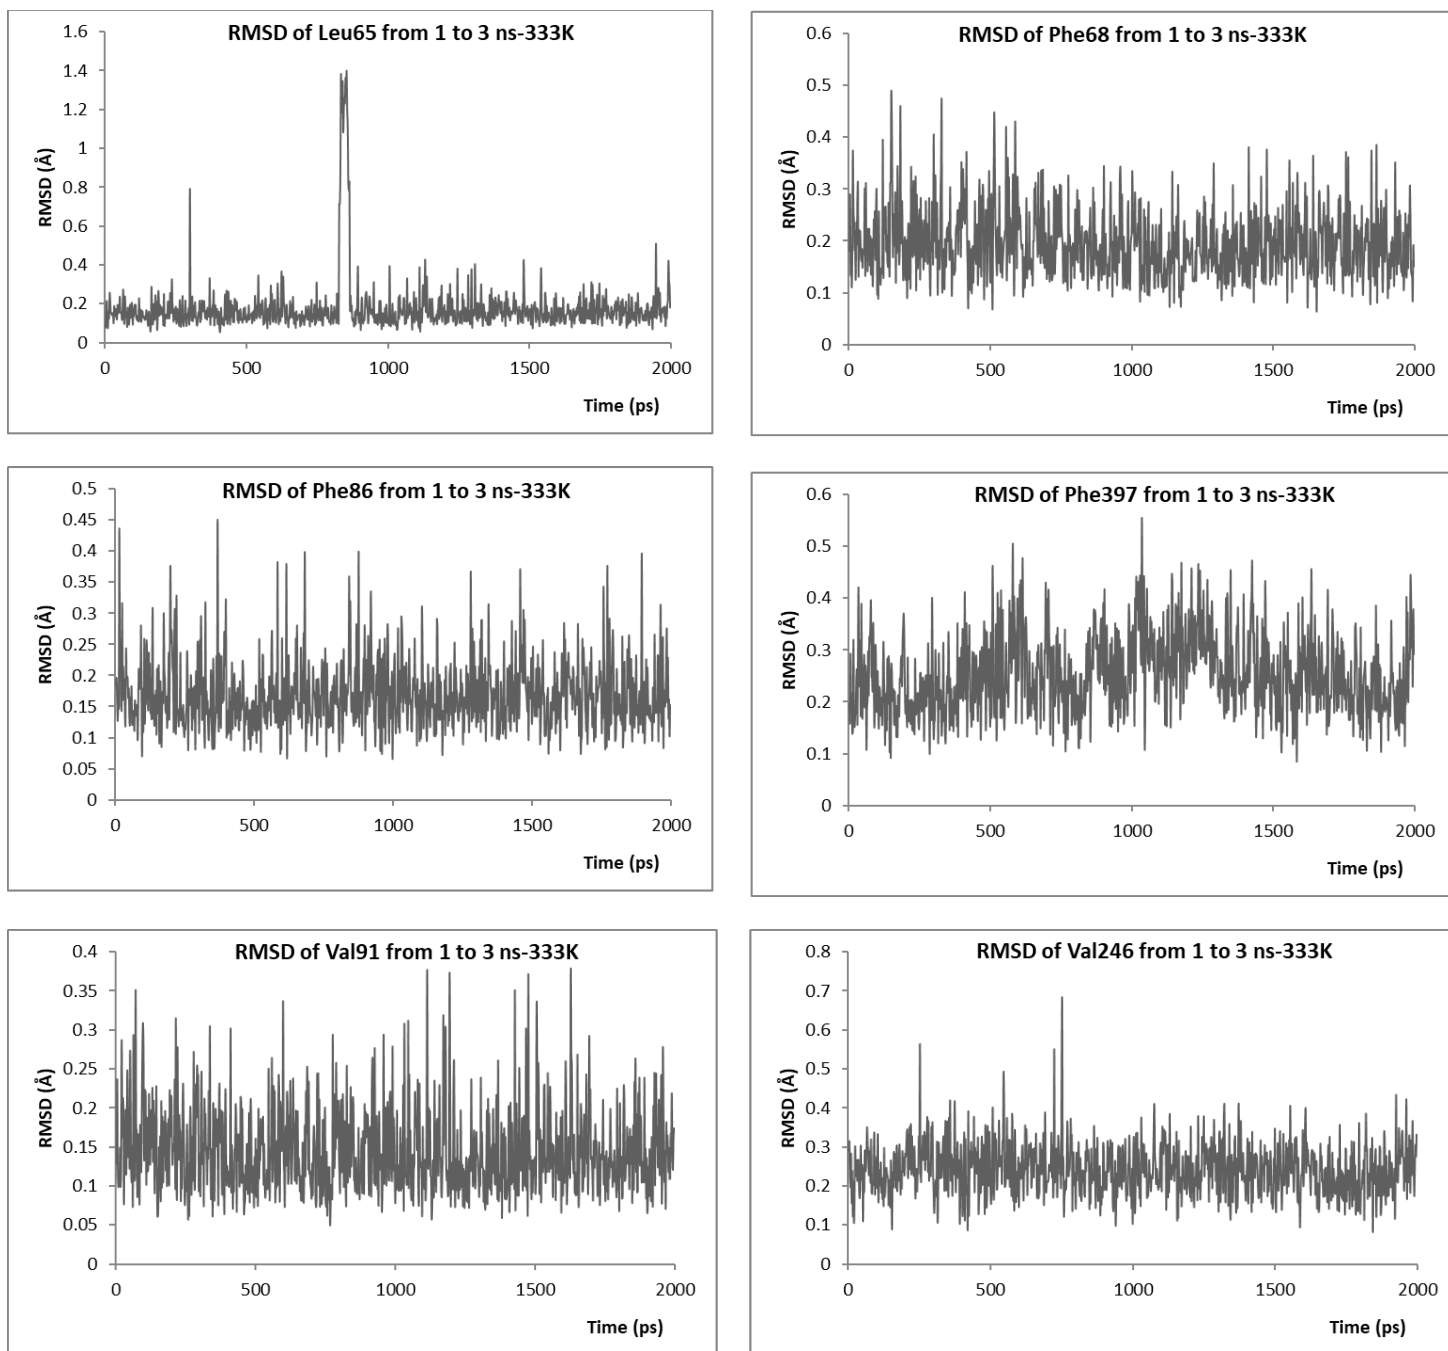 RMSD of Leu65 from 1 to 3 ns-333K
1.6
1.4
1.2
1
0.8
0.6
0.4
0.2
0
RMSD (Å)
0 500 1000 1500 2000
Time (ps)
RMSD of Phe68 from 1 to 3 ns-333K
0.6
0.5
0.4
0.3
0.2
0.1
0
RMSD (Å)
0 500 1000 1500 2000
Time (ps)
RMSD of Phe86 from 1 to 3 ns-333K
0.5
0.45
0.4
0.35
0.3
0.25
0.2
0.15
0.1
0.05
0
RMSD (Å)
0 500 1000 1500 2000
Time (ps)
RMSD of Phe397 from 1 to 3 ns-333K
0.6
0.5
0.4
0.3
0.2
0.1
0
RMSD (Å)
0 500 1000 1500 2000
Time (ps)
RMSD of Val91 from 1 to 3 ns-333K
0.4
0.35
0.3
0.25
0.2
0.15
0.1
0.05
0
RMSD (Å)
0 500 1000 1500 2000
Time (ps)
RMSD of Val246 from 1 to 3 ns-333K
0.8
0.7
0.6
0.5
0.4
0.3
0.2
0.1
0
RMSD (Å)
0 500 1000 1500 2000
Time (ps)